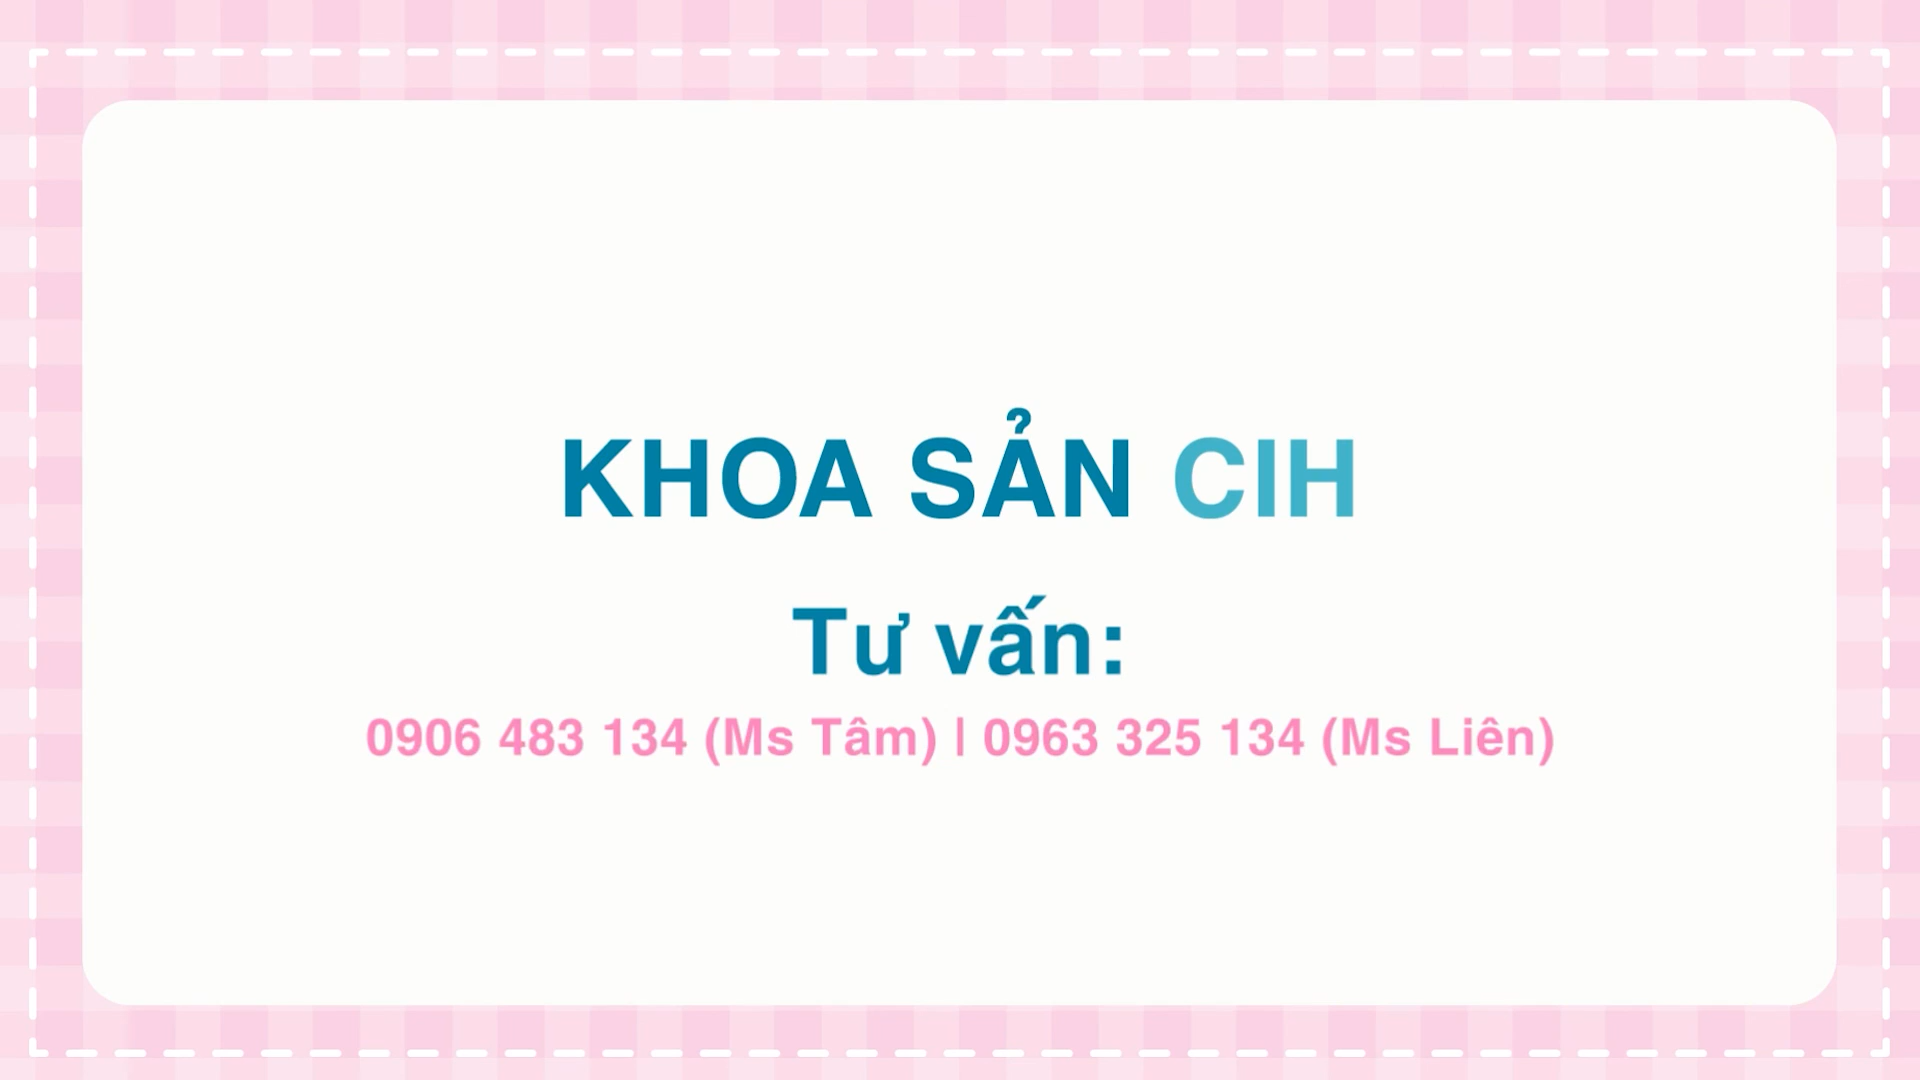 KHOA SẢN CIH
Tư vấn:
0906 483 134 (Ms Tâm) | 0963 325 134 (Ms Liên)